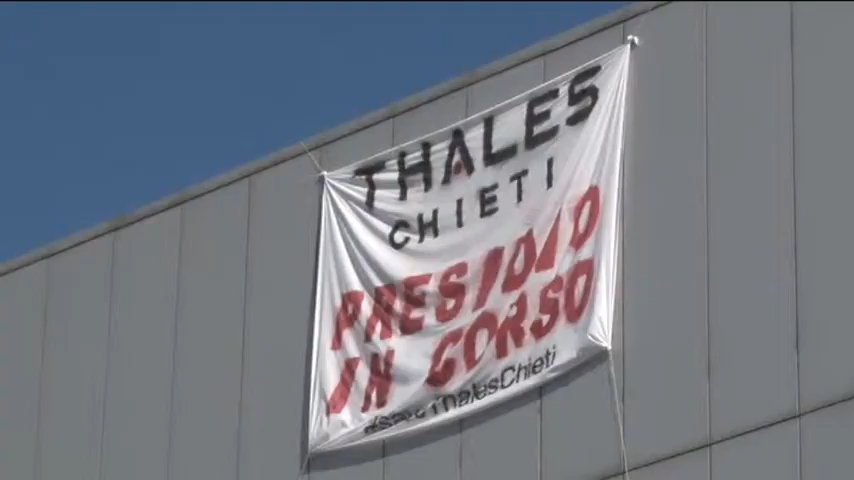 THALES
CHIETI
PRESIDIO
IN CORSO
ThalesChieti